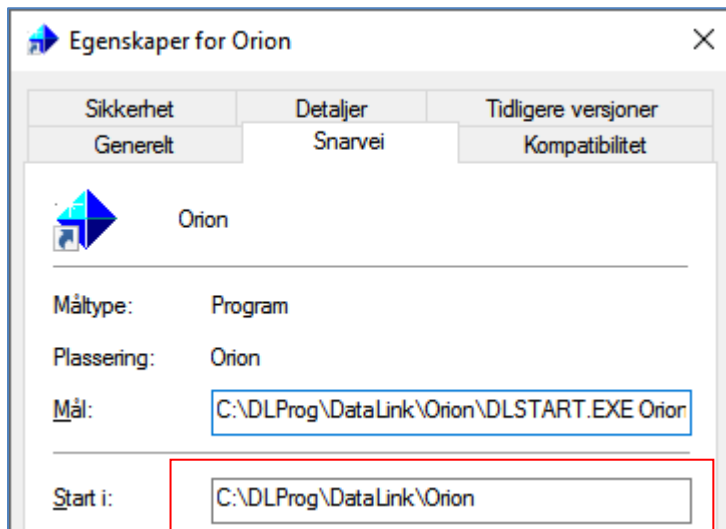 Egenskaper for Orion
Sikkerhet Detaljer Tidligere versjoner
Generelt Snarvei Kompatibilitet
Orion
Måltype: Program
Plassering: Orion
Mål: C:\DLProg\DataLink\Orion\DLSTART.EXE Orion
Start i: C:\DLProg\DataLink\Orion